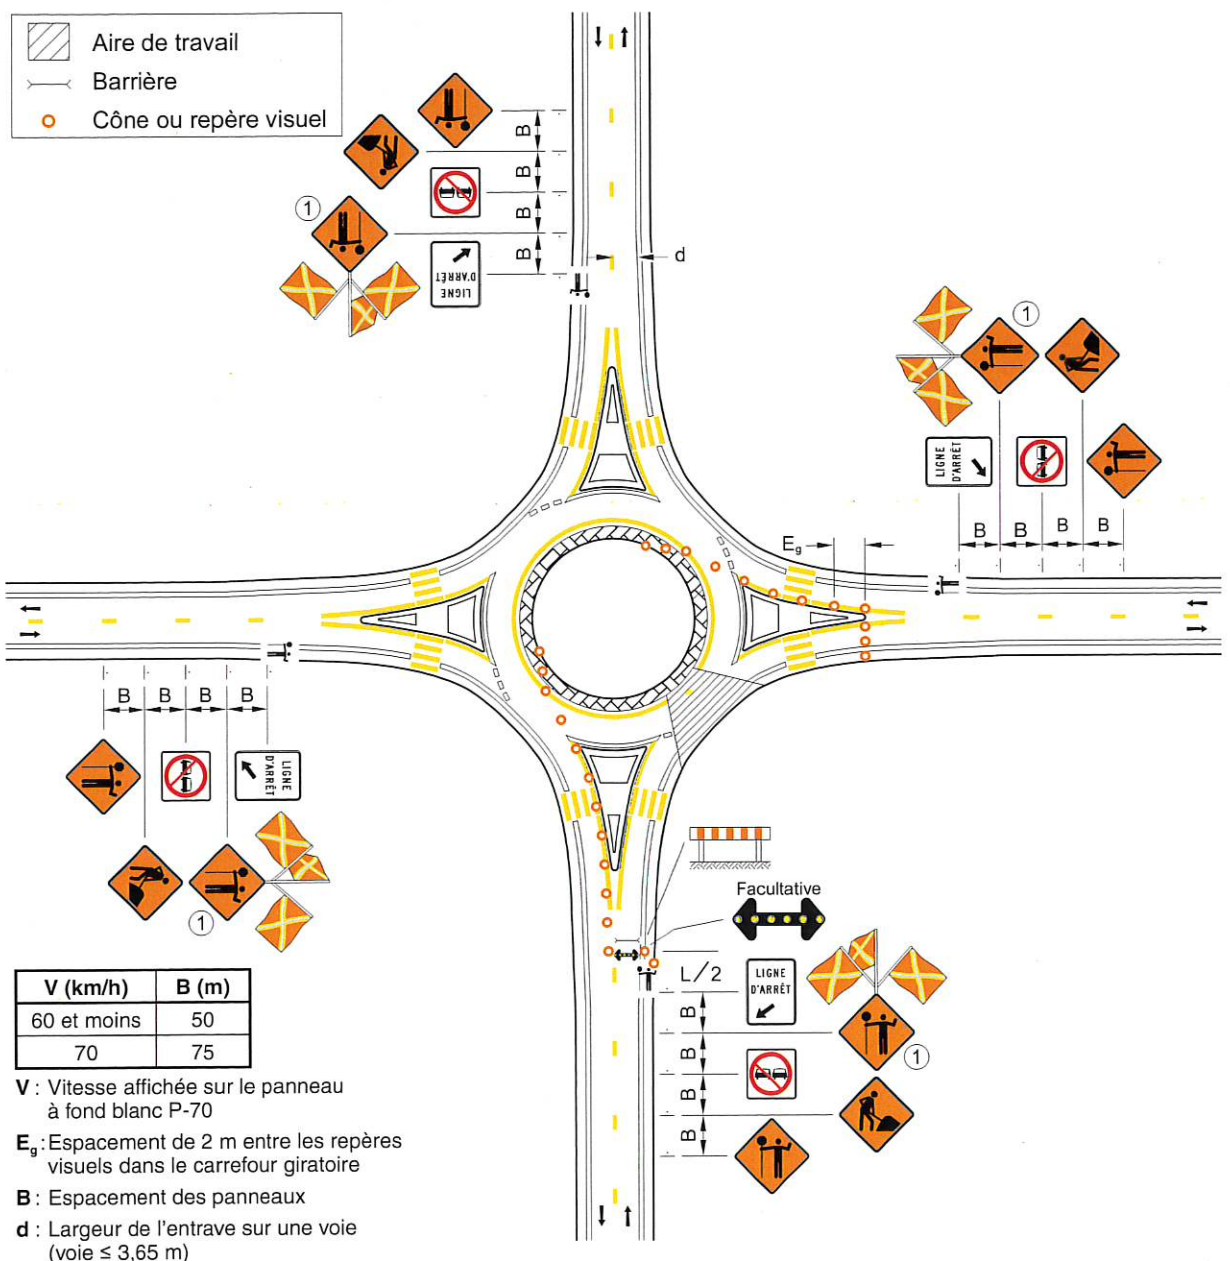 Aire de travail
Barrière
Cône ou repère visuel
B
B
B
B
1
LIGNE
D'ARRÊT
d
1
LIGNE
D'ARRÊT
B
B
B
B
Eg
B
B
B
B
LIGNE
D'ARRÊT
1
Facultative
L/2
LIGNE
D'ARRÊT
B
B
B
B
1
V (km/h) B (m)
60 et moins 50
70 75
V : Vitesse affichée sur le panneau
à fond blanc P-70
Eg : Espacement de 2 m entre les repères
visuels dans le carrefour giratoire
B : Espacement des panneaux
d : Largeur de l'entrave sur une voie
(voie ≤ 3,65 m)